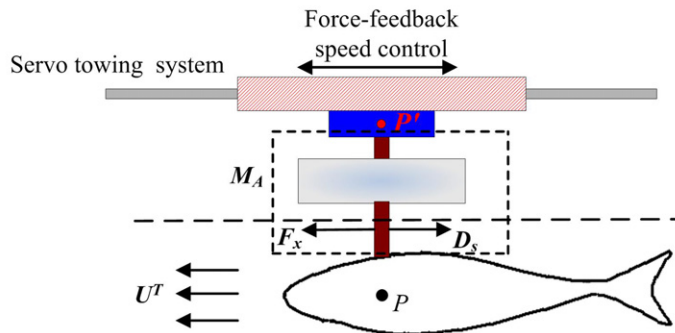 Force-feedback
speed control
Servo towing system
P'
M_A
F_x
D_s
U^T
P